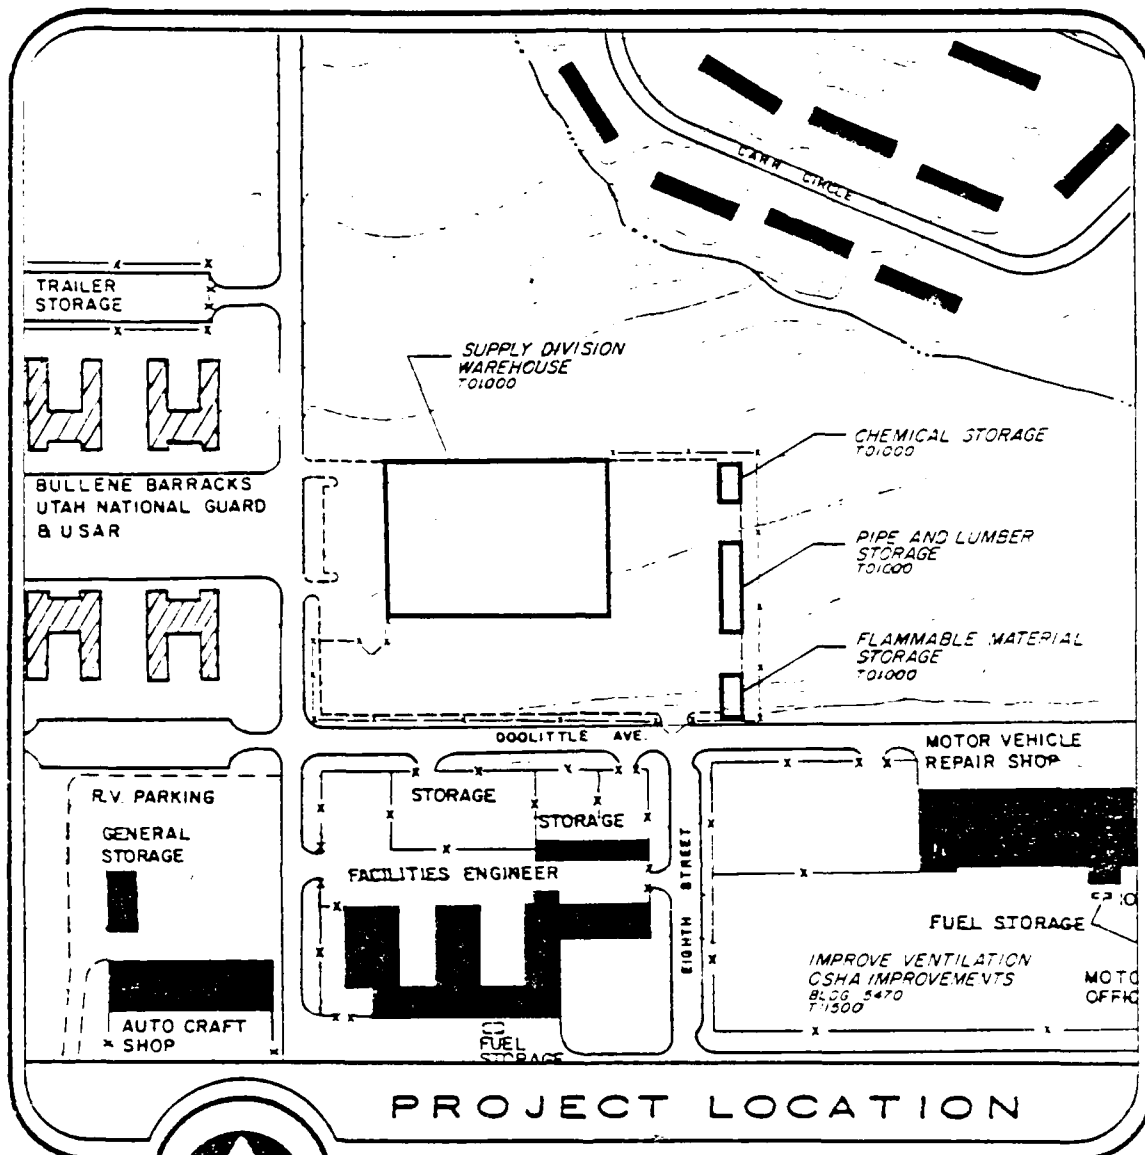 CARR CIRCLE
TRAILER
STORAGE
SUPPLY DIVISION
WAREHOUSE
T01000
CHEMICAL STORAGE
T01000
BULLENE BARRACKS
UTAH NATIONAL GUARD
& USAR
PIPE AND LUMBER
STORAGE
T01000
FLAMMABLE MATERIAL
STORAGE
T01000
DOOLITTLE AVE.
MOTOR VEHICLE
REPAIR SHOP
R.V. PARKING
STORAGE
STORAGE
GENERAL
STORAGE
EIGHTH STREET
FACILITIES ENGINEER
FUEL STORAGE
IMPROVE VENTILATION
OSHA IMPROVEMENTS
BLDG 5470
T11500
MOTO
OFFIC
AUTO CRAFT
SHOP
FUEL
STORAGE
PROJECT LOCATION